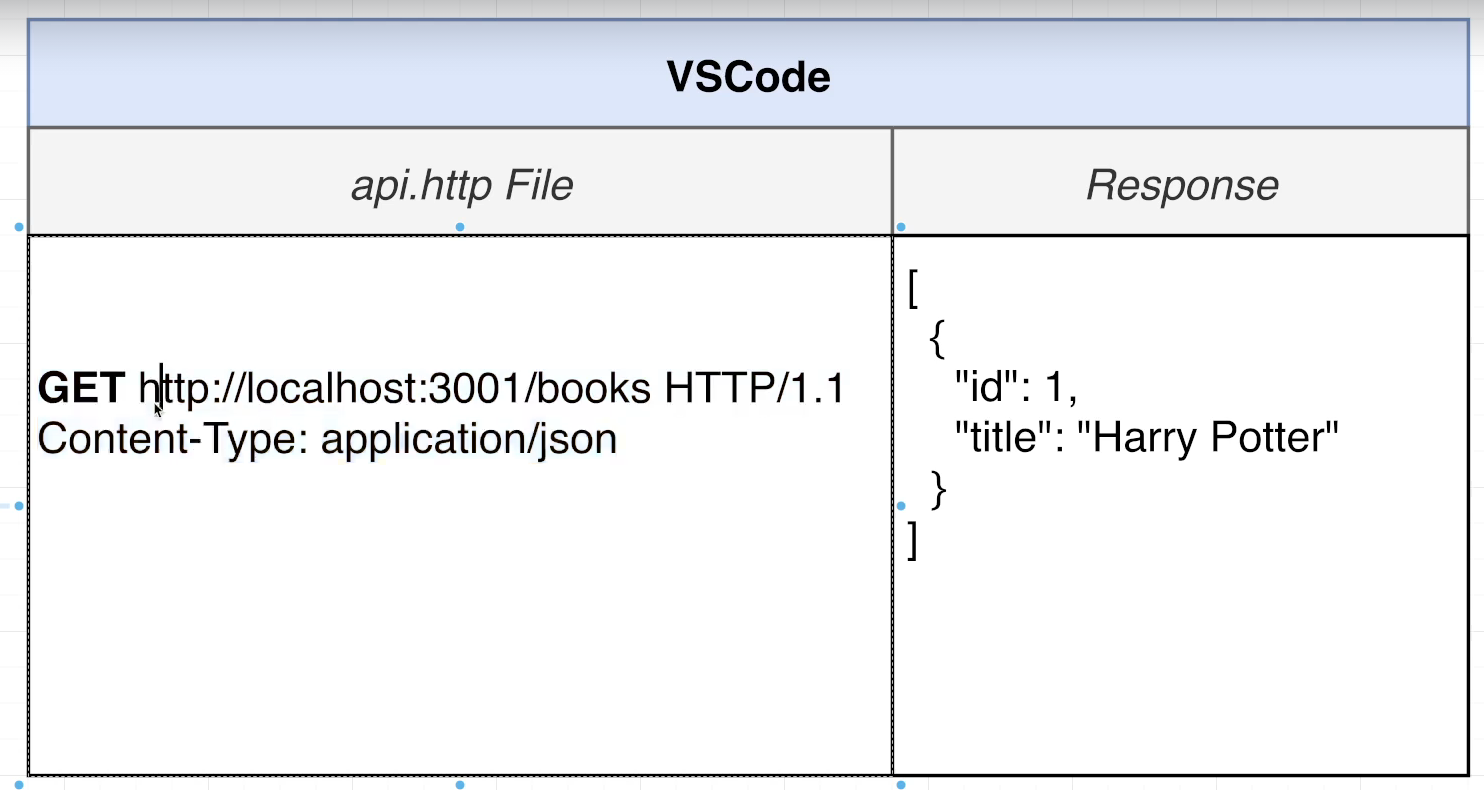 VSCode
api.http File
Response
GET http://localhost:3001/books HTTP/1.1
Content-Type: application/json
[
{
"id": 1,
"title": "Harry Potter"
}
]